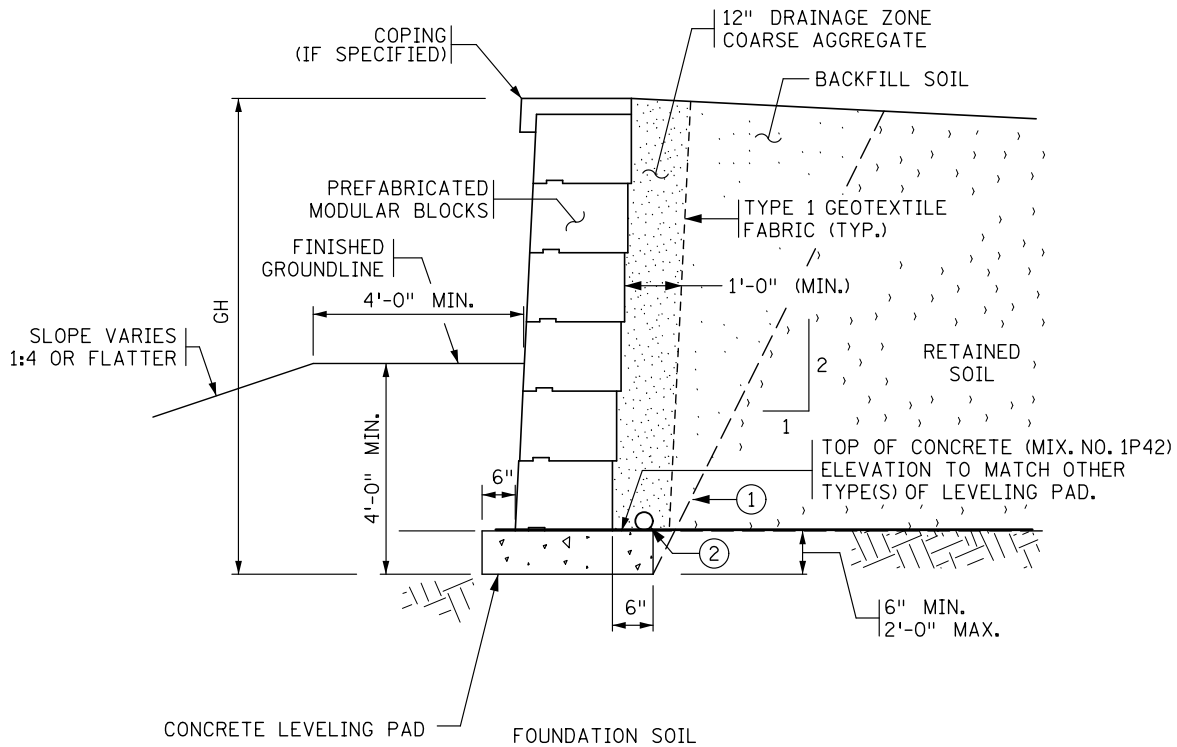 12" DRAINAGE ZONE
COARSE AGGREGATE
COPING
(IF SPECIFIED)
BACKFILL SOIL
PREFABRICATED
MODULAR BLOCKS
TYPE 1 GEOTEXTILE
FABRIC (TYP.)
FINISHED
GROUNDLINE
1'-0" (MIN.)
4'-0" MIN.
GH
SLOPE VARIES
1:4 OR FLATTER
RETAINED
SOIL
2
1
4'-0" MIN.
TOP OF CONCRETE (MIX. NO. 1P42)
ELEVATION TO MATCH OTHER
TYPE(S) OF LEVELING PAD.
6"
1
2
6"
6" MIN.
2'-0" MAX.
CONCRETE LEVELING PAD
FOUNDATION SOIL